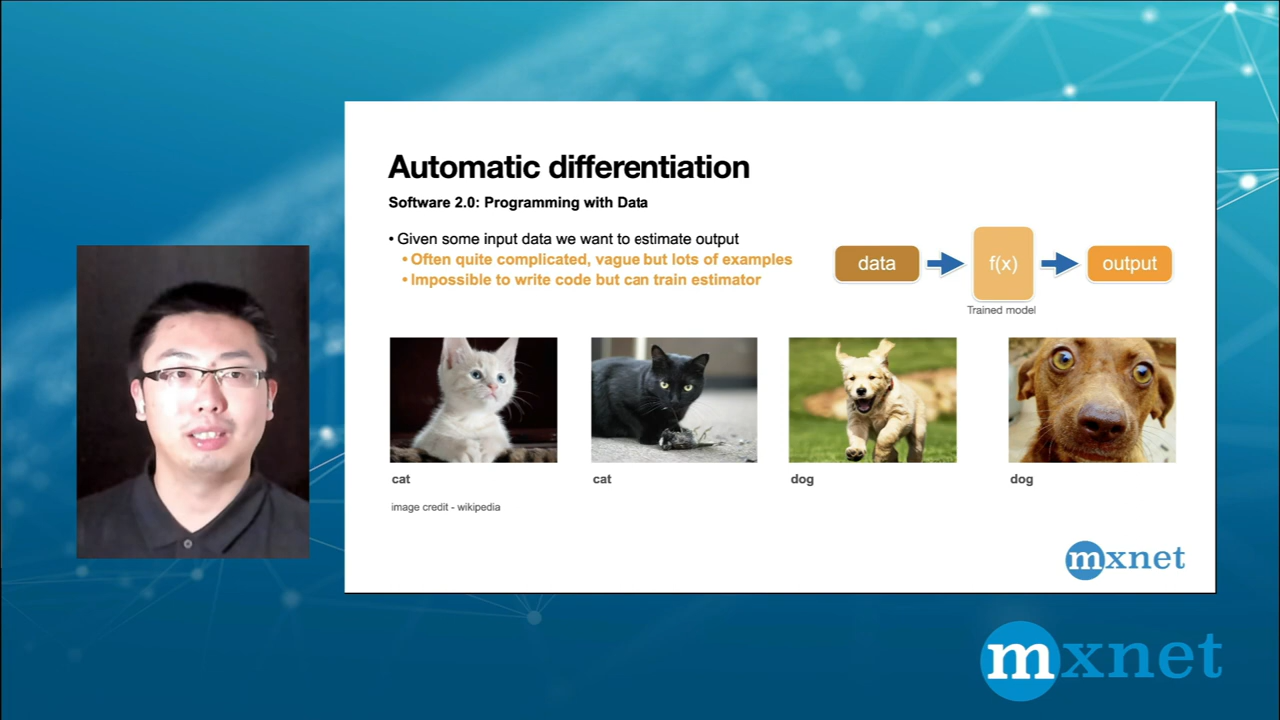 Automatic differentiation
Software 2.0: Programming with Data
• Given some input data we want to estimate output
• Often quite complicated, vague but lots of examples
• Impossible to write code but can train estimator
data
f(x)
output
Trained model
cat
cat
dog
dog
image credit - wikipedia
mxnet
mxnet